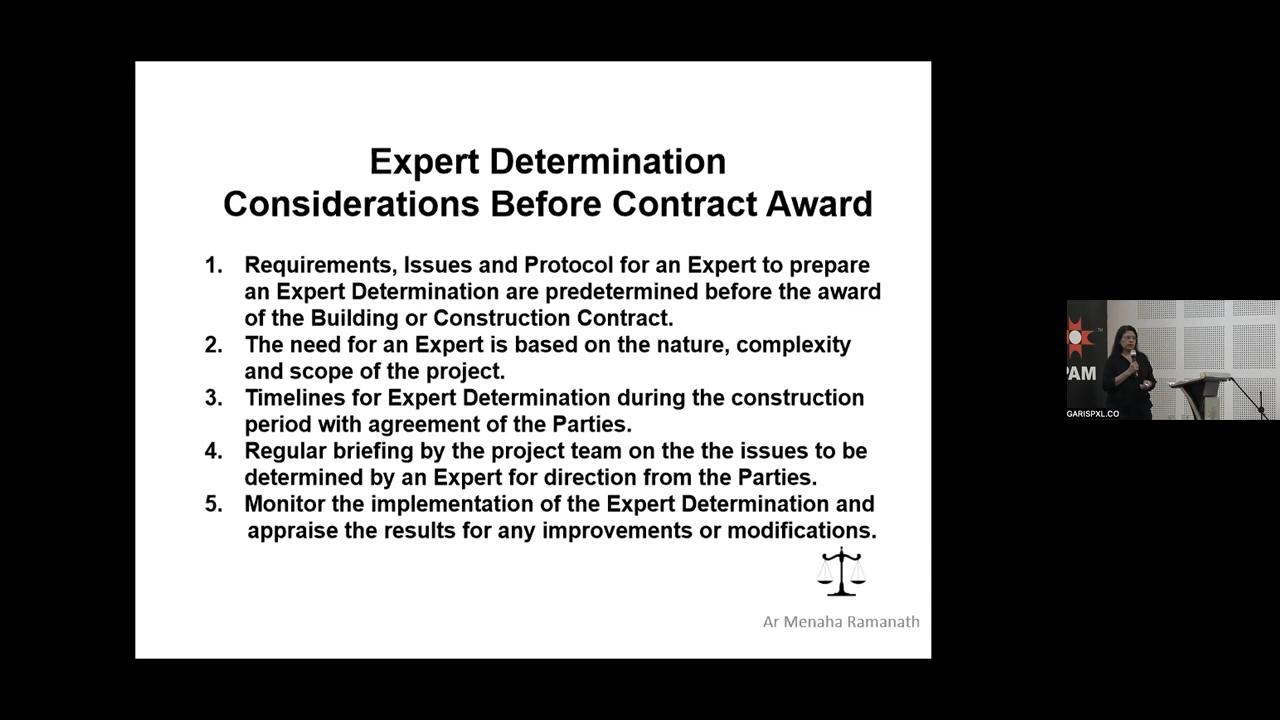 Expert Determination
Considerations Before Contract Award
1. Requirements, Issues and Protocol for an Expert to prepare
an Expert Determination are predetermined before the award
of the Building or Construction Contract.
2. The need for an Expert is based on the nature, complexity
and scope of the project.
3. Timelines for Expert Determination during the construction
period with agreement of the Parties.
4. Regular briefing by the project team on the the issues to be
determined by an Expert for direction from the Parties.
5. Monitor the implementation of the Expert Determination and
appraise the results for any improvements or modifications.
Ar Menaha Ramanath
TM
PAM
GARISPXL.CO